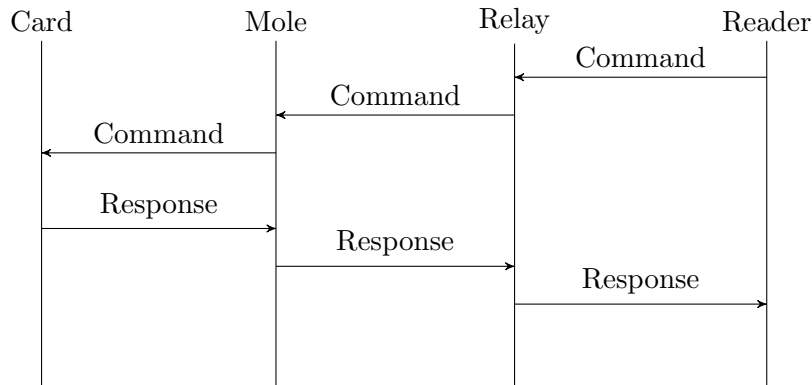 Card Mole Relay Reader
Command
Command
Command
Response
Response
Response